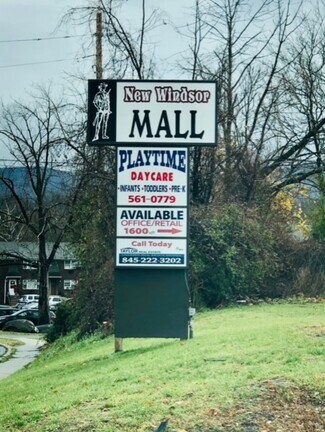 New Windsor
MALL
PLAYTIME
DAYCARE
·INFANTS·TODDLERS·PRE-K
561-0779
AVAILABLE
OFFICE/RETAIL
1600
Call Today
845-222-3202